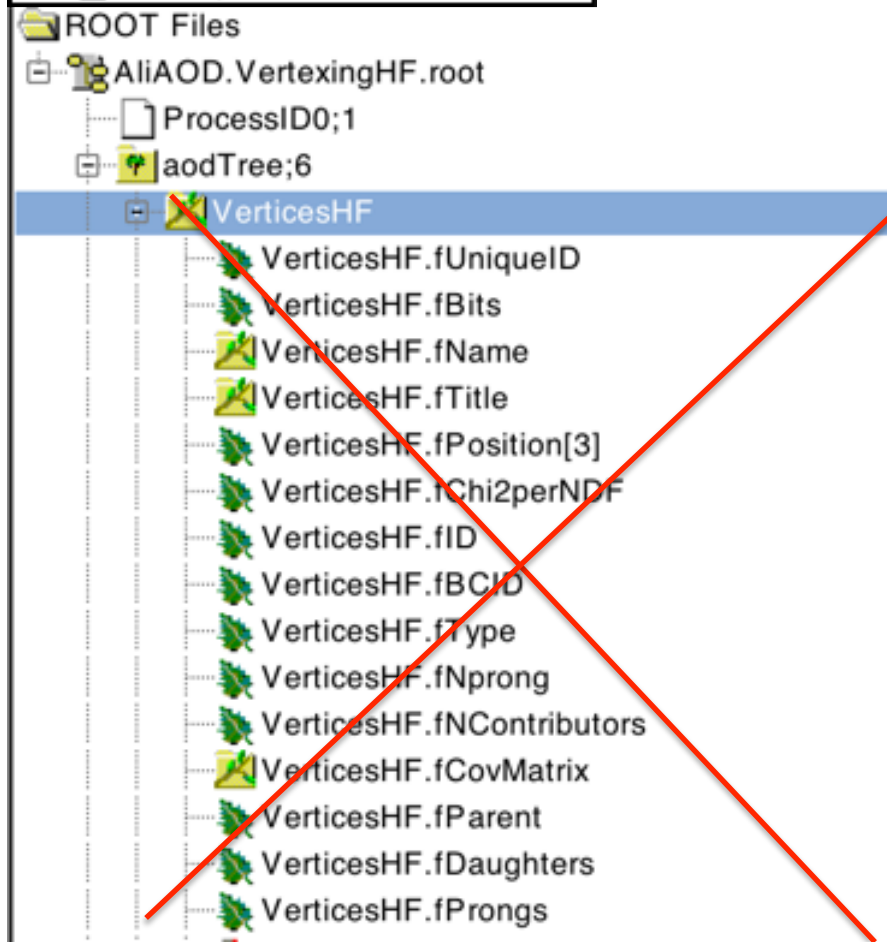 ROOT Files
AliAOD.VertexingHF.root
ProcessID0;1
aodTree;6
VerticesHF
VerticesHF.fUniqueID
VerticesHF.fBits
VerticesHF.fName
VerticesHF.fTitle
VerticesHF.fPosition[3]
VerticesHF.fChi2perNDF
VerticesHF.fID
VerticesHF.fBCID
VerticesHF.fType
VerticesHF.fNprong
VerticesHF.fNContributors
VerticesHF.fCovMatrix
VerticesHF.fParent
VerticesHF.fDaughters
VerticesHF.fProngs